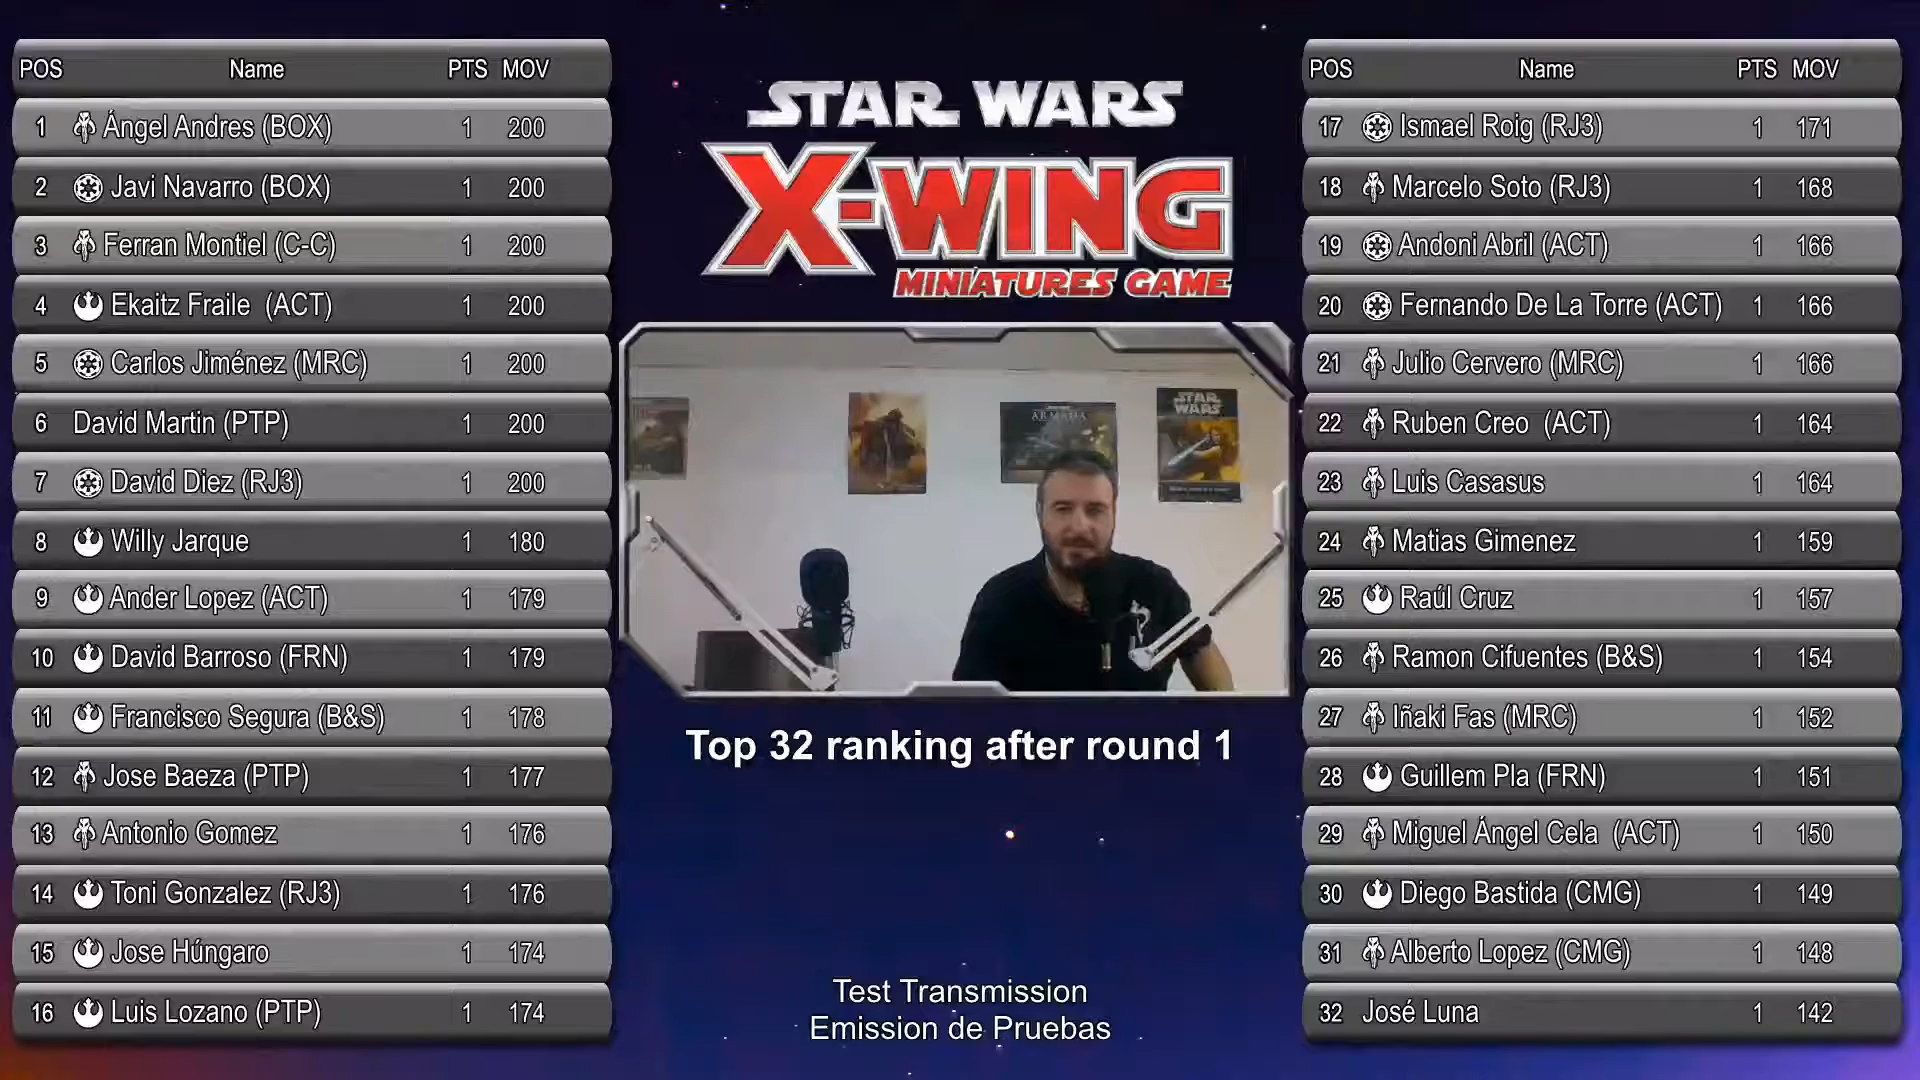 POS Name PTS MOV
1 Ángel Andres (BOX) 1 200
2 Javi Navarro (BOX) 1 200
3 Ferran Montiel (C-C) 1 200
4 Ekaitz Fraile (ACT) 1 200
5 Carlos Jiménez (MRC) 1 200
6 David Martin (PTP) 1 200
7 David Diez (RJ3) 1 200
8 Willy Jarque 1 180
9 Ander Lopez (ACT) 1 179
10 David Barroso (FRN) 1 179
11 Francisco Segura (B&S) 1 178
12 Jose Baeza (PTP) 1 177
13 Antonio Gomez 1 176
14 Toni Gonzalez (RJ3) 1 176
15 Jose Húngaro 1 174
16 Luis Lozano (PTP) 1 174
STAR WARS
X-WING
MINIATURES GAME
ARMADA
STAR
WARS
Top 32 ranking after round 1
Test Transmission
Emission de Pruebas
POS Name PTS MOV
17 Ismael Roig (RJ3) 1 171
18 Marcelo Soto (RJ3) 1 168
19 Andoni Abril (ACT) 1 166
20 Fernando De La Torre (ACT) 1 166
21 Julio Cervero (MRC) 1 166
22 Ruben Creo (ACT) 1 164
23 Luis Casasus 1 164
24 Matias Gimenez 1 159
25 Raúl Cruz 1 157
26 Ramon Cifuentes (B&S) 1 154
27 Iñaki Fas (MRC) 1 152
28 Guillem Pla (FRN) 1 151
29 Miguel Ángel Cela (ACT) 1 150
30 Diego Bastida (CMG) 1 149
31 Alberto Lopez (CMG) 1 148
32 José Luna 1 142